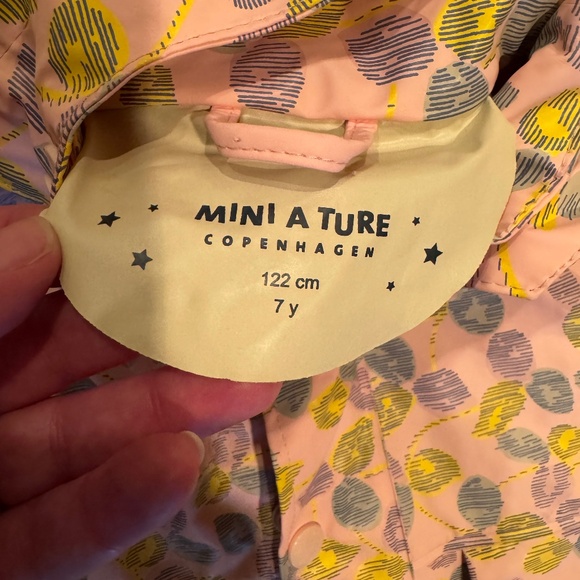 MINI A TURE
COPENHAGEN
122 cm
7 y